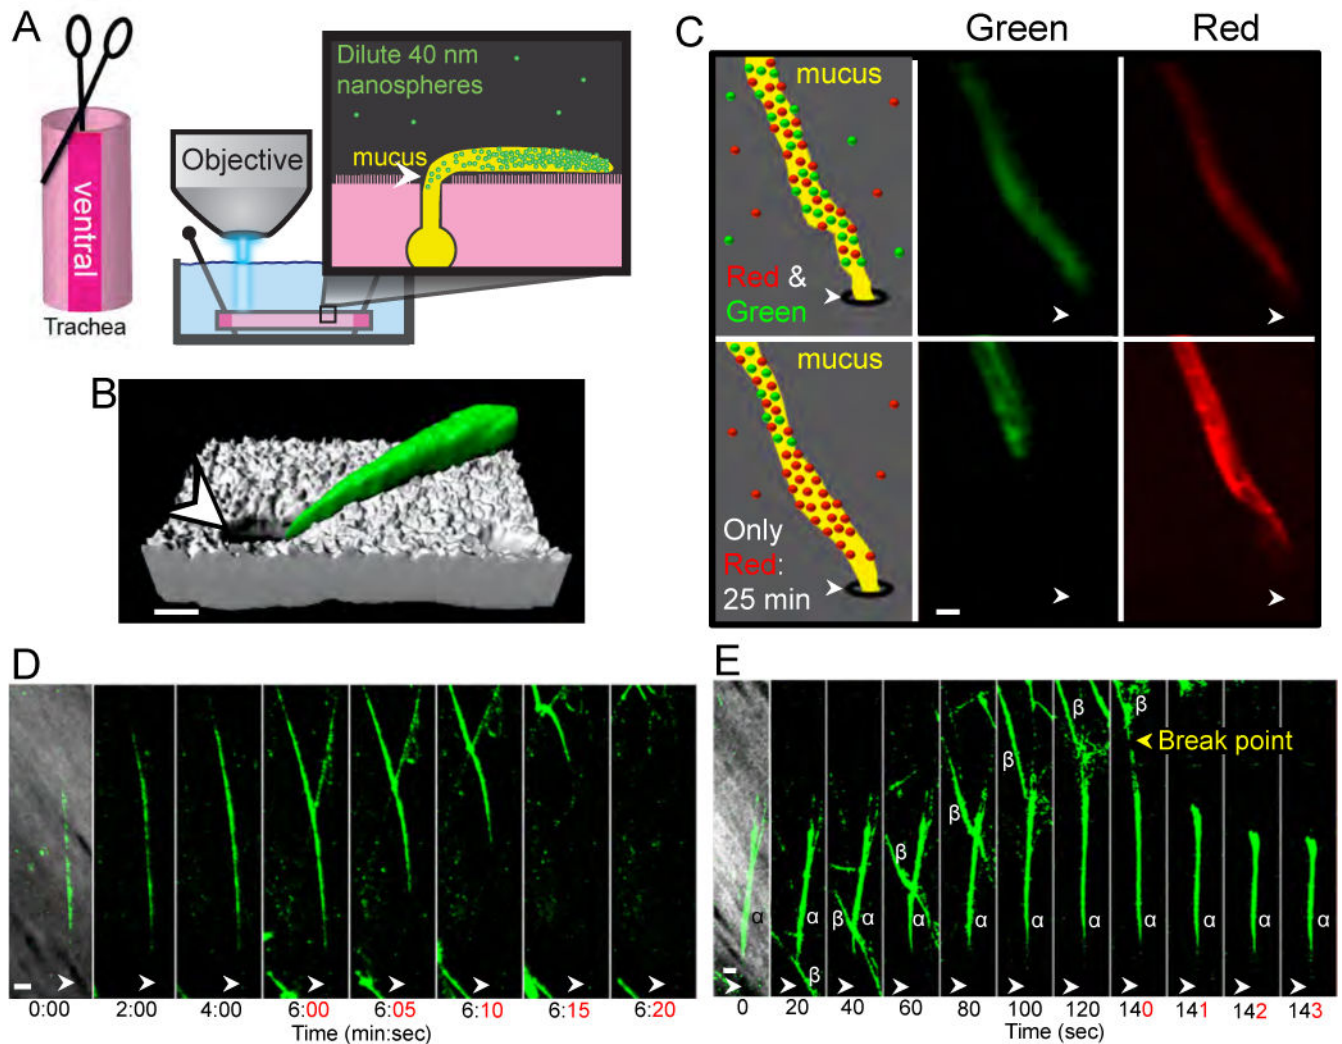 A
ventral
Trachea
Objective
Dilute 40 nm
nanospheres
mucus
B
C
Green
Red
mucus
Red &
Green
mucus
Only
Red:
25 min
D
0:00 2:00 4:00 6:00 6:05 6:10 6:15 6:20
Time (min:sec)
E
β β β
Break point
β β
β
β
α α α α α α α α α α
β
0 20 40 60 80 100 120 140 141 142 143
Time (sec)